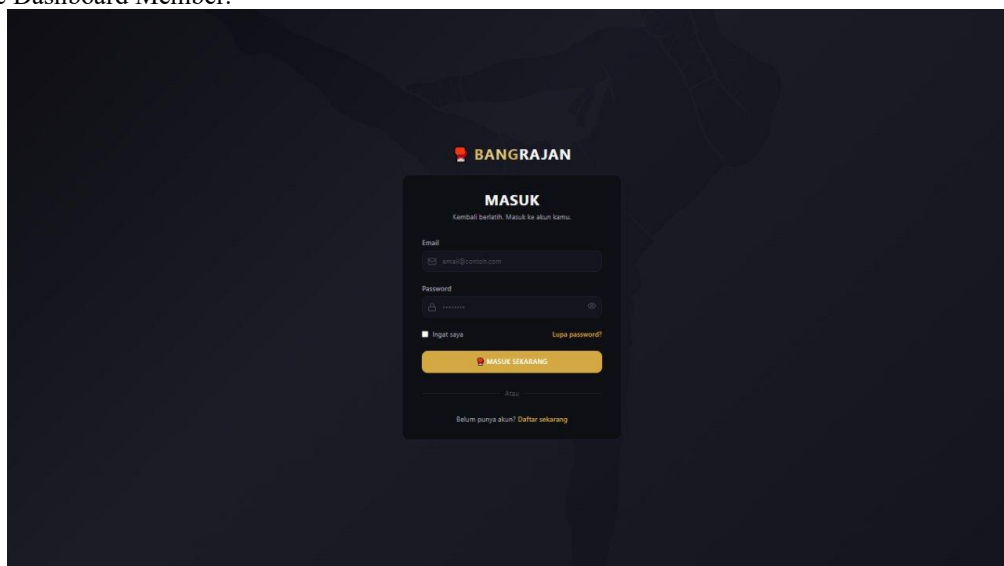 Dashboard Member.
BANGRAJAN
MASUK
Kembali berlatih. Masuk ke akun kamu.
Email
email@contoh.com
Password
Ingat saya
Lupa password?
MASUK SEKARANG
Atau
Belum punya akun? Daftar sekarang